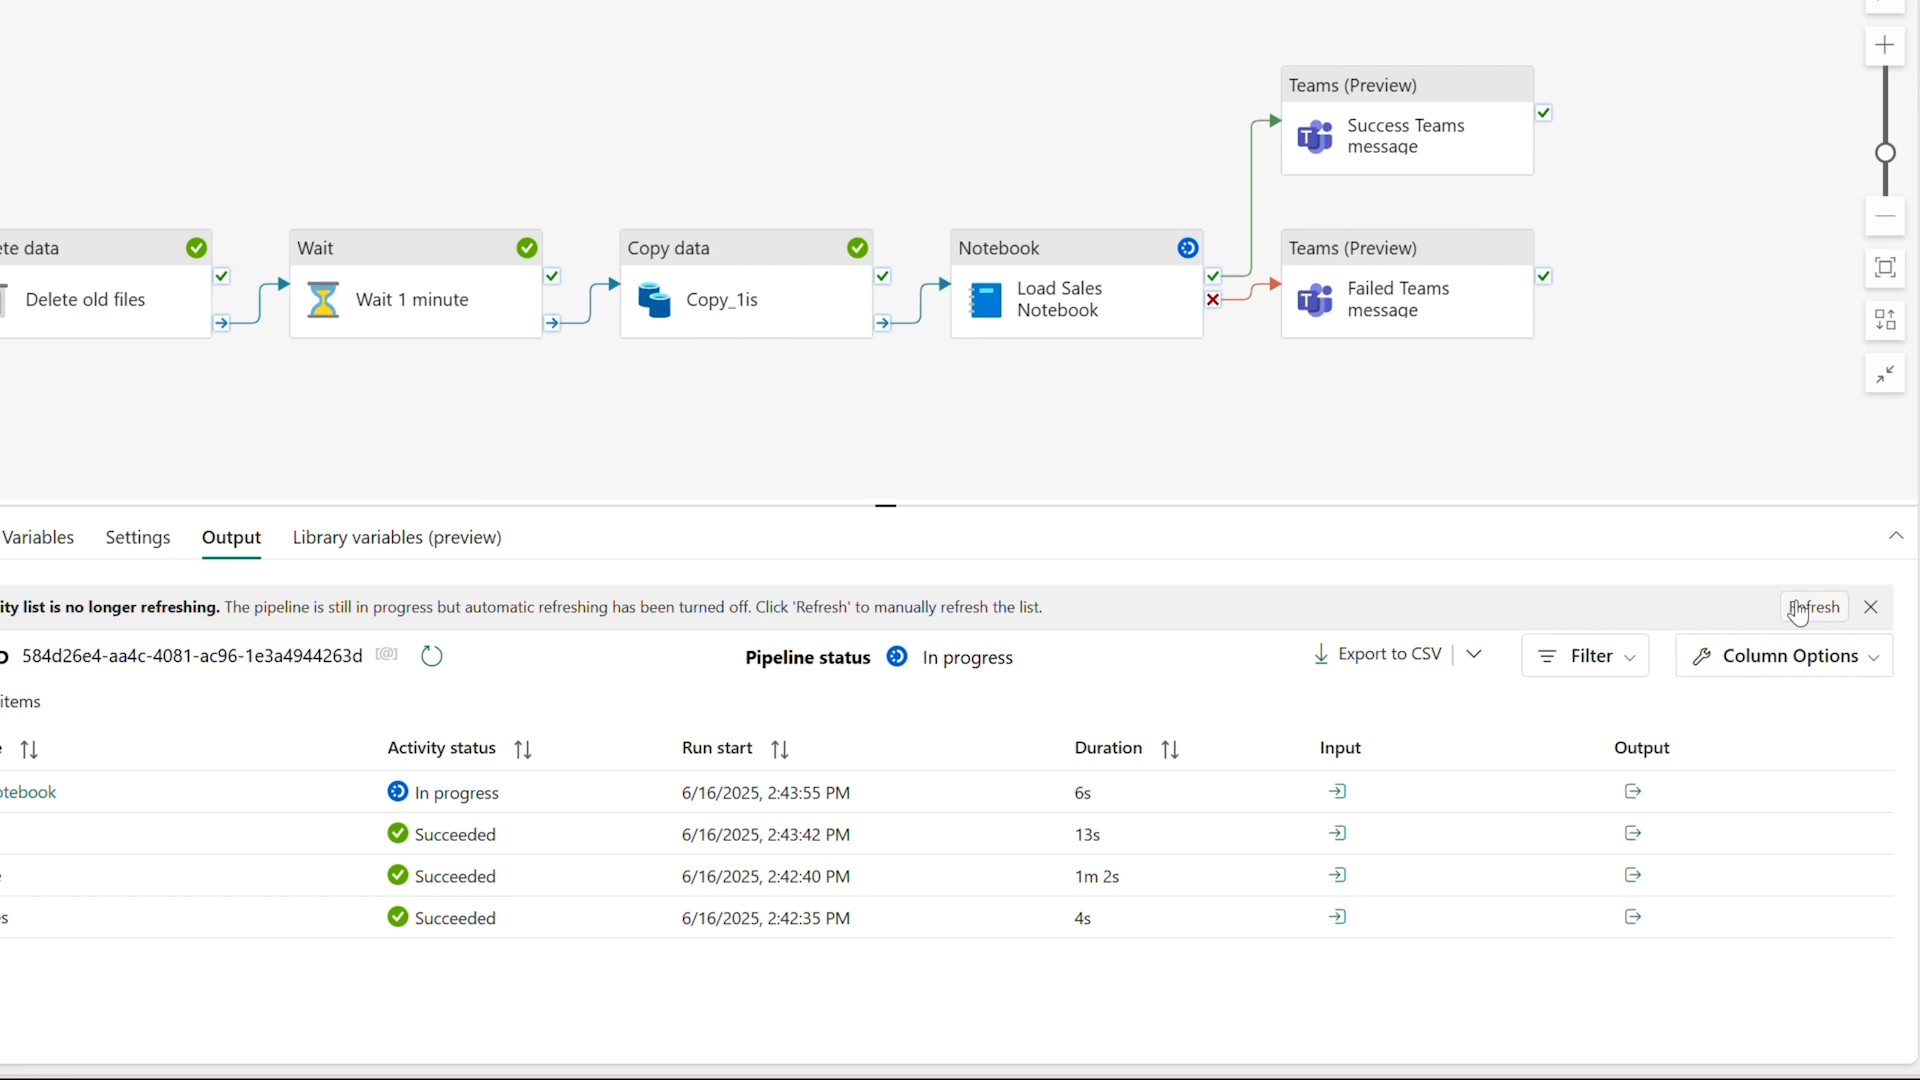 Teams (Preview)
Success Teams
message
ete data
Delete old files
Wait
Wait 1 minute
Copy data
Copy_1is
Notebook
Load Sales
Notebook
Teams (Preview)
Failed Teams
message
Variables
Settings
Output
Library variables (preview)
ity list is no longer refreshing. The pipeline is still in progress but automatic refreshing has been turned off. Click 'Refresh' to manually refresh the list.
Refresh
584d26e4-aa4c-4081-ac96-1e3a4944263d
Pipeline status In progress
Export to CSV
Filter
Column Options
items
Activity status Run start Duration Input Output
otebook In progress 6/16/2025, 2:43:55 PM 6s
Succeeded 6/16/2025, 2:43:42 PM 13s
e Succeeded 6/16/2025, 2:42:40 PM 1m 2s
es Succeeded 6/16/2025, 2:42:35 PM 4s